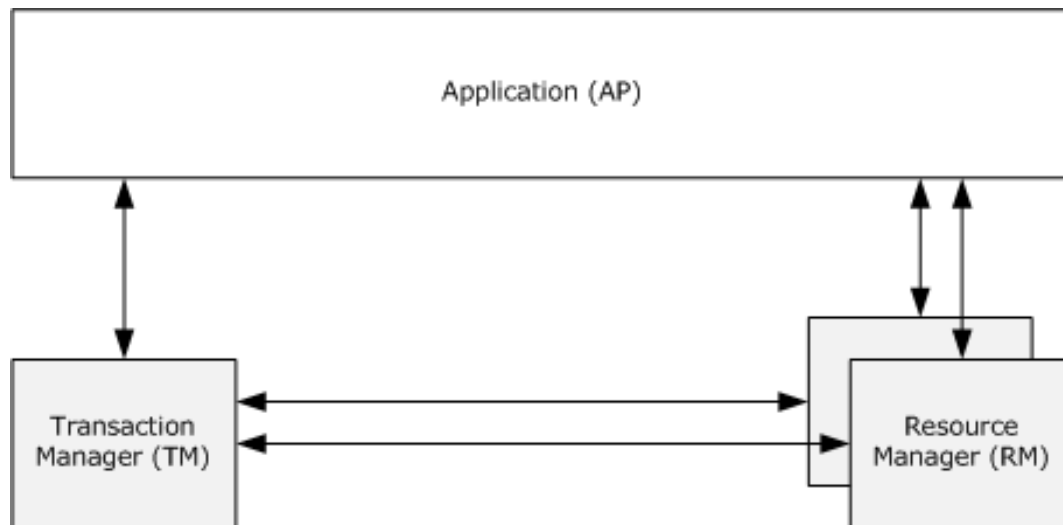 Application (AP)
Transaction
Manager (TM)
Resource
Manager (RM)